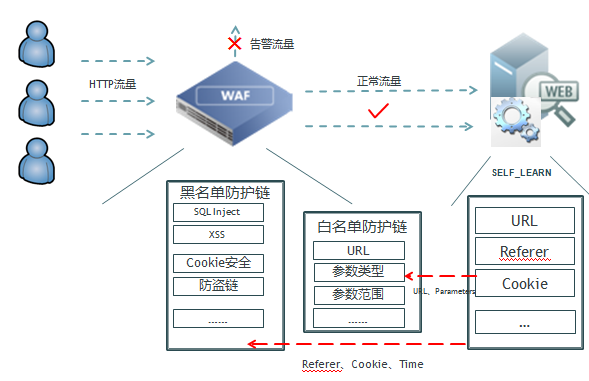 告警流量
HTTP流量
WAF
正常流量
WEB
SELF_LEARN
黑名单防护链
SQL Inject
XSS
Cookie安全
防盗链
......
白名单防护链
URL
参数类型
参数范围
......
URL
Referer
Cookie
...
URL、Parameters
Referer、Cookie、Time